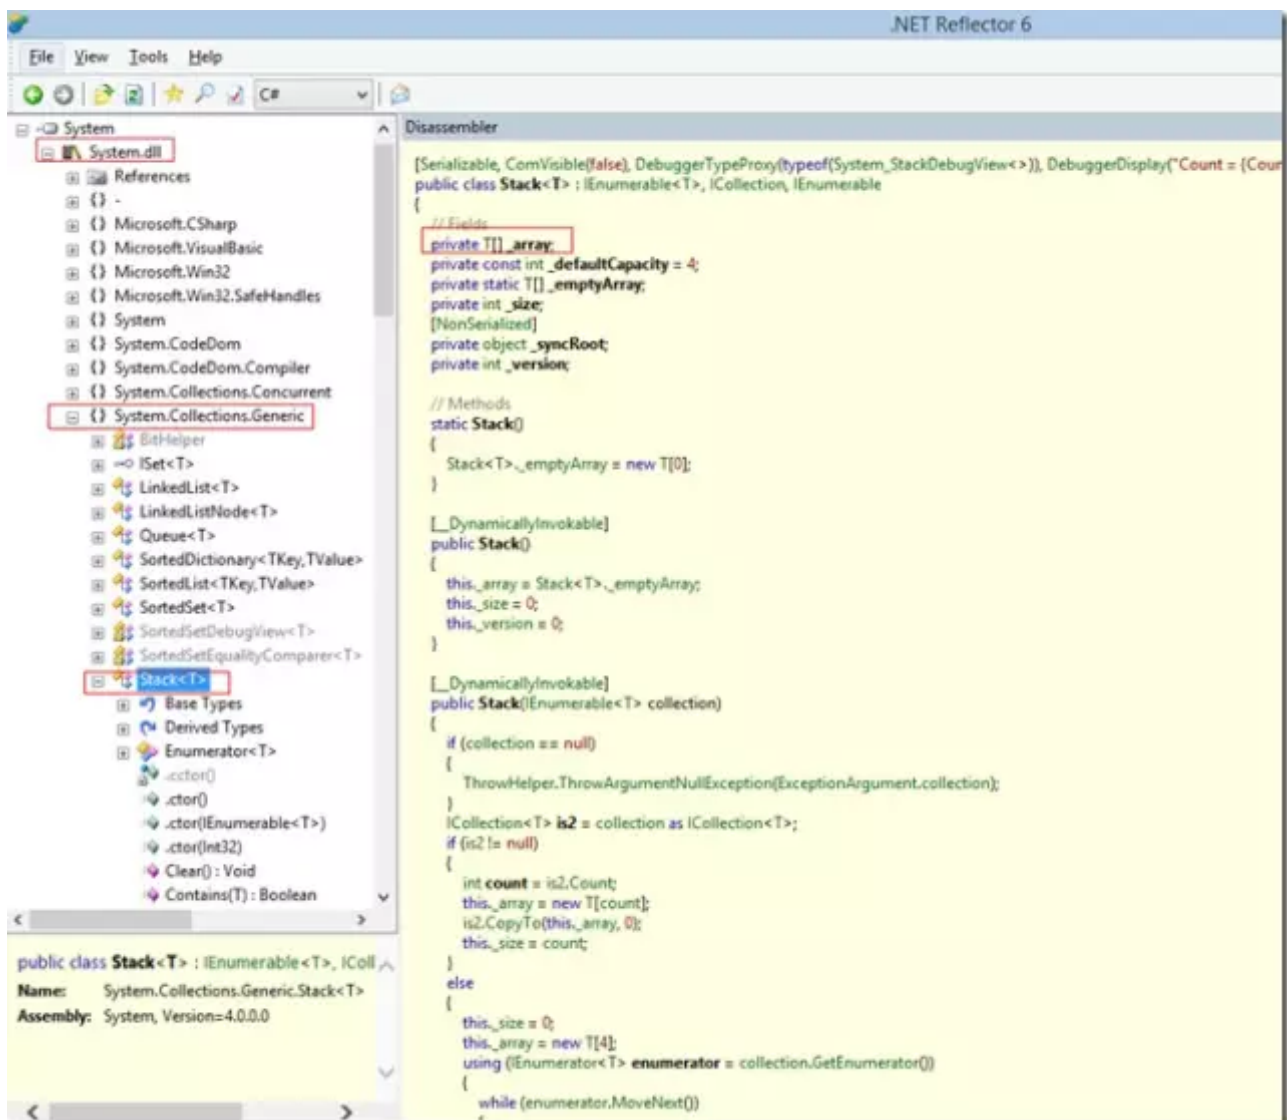 .NET Reflector 6
File View Tools Help
C#
System
System.dll
References
{} -
{} Microsoft.CSharp
{} Microsoft.VisualBasic
{} Microsoft.Win32
{} Microsoft.Win32.SafeHandles
{} System
{} System.CodeDom
{} System.CodeDom.Compiler
{} System.Collections.Concurrent
{} System.Collections.Generic
BitHelper
ISet<T>
LinkedList<T>
LinkedListNode<T>
Queue<T>
SortedDictionary<TKey,TValue>
SortedList<TKey,TValue>
SortedSet<T>
SortedSetDebugView<T>
SortedSetEqualityComparer<T>
Stack<T>
Base Types
Derived Types
Enumerator<T>
.cctor()
.ctor()
.ctor(IEnumerable<T>)
.ctor(Int32)
Clear() : Void
Contains(T) : Boolean
public class Stack<T> : IEnumerable<T>, IColl
Name: System.Collections.Generic.Stack<T>
Assembly: System, Version=4.0.0.0
Disassembler
[Serializable, ComVisible(false), DebuggerTypeProxy(typeof(System_StackDebugView<>)), DebuggerDisplay("Count = {Coun
public class Stack<T> : IEnumerable<T>, ICollection, IEnumerable
{
// Fields
private T[] _array;
private const int _defaultCapacity = 4;
private static T[] _emptyArray;
private int _size;
[NonSerialized]
private object _syncRoot;
private int _version;
// Methods
static Stack()
{
Stack<T>._emptyArray = new T[0];
}
[__DynamicallyInvokable]
public Stack()
{
this._array = Stack<T>._emptyArray;
this._size = 0;
this._version = 0;
}
[__DynamicallyInvokable]
public Stack(IEnumerable<T> collection)
{
if (collection == null)
{
ThrowHelper.ThrowArgumentNullException(ExceptionArgument.collection);
}
ICollection<T> is2 = collection as ICollection<T>;
if (is2 != null)
{
int count = is2.Count;
this._array = new T[count];
is2.CopyTo(this._array, 0);
this._size = count;
}
else
{
this._size = 0;
this._array = new T[4];
using (IEnumerator<T> enumerator = collection.GetEnumerator())
{
while (enumerator.MoveNext())